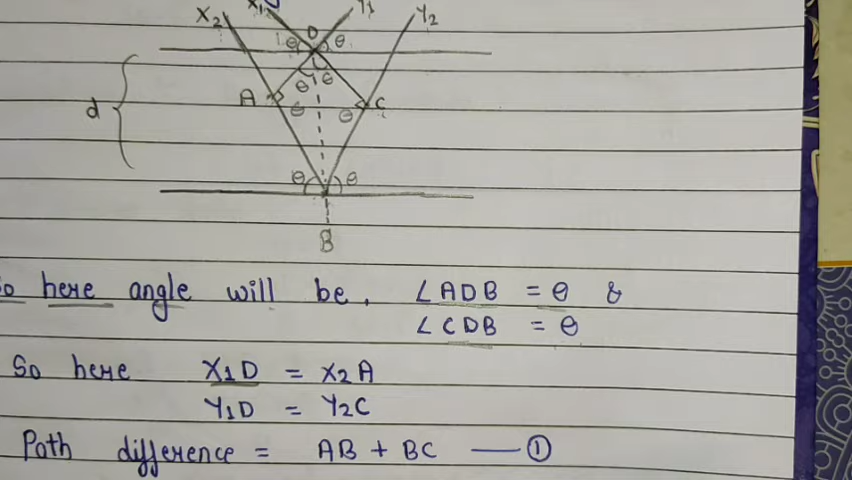 X₂ X₁ Y₁ Y₂
θ D θ
θ θ
A θ θ C
d
θ θ
B
So here angle will be, ∠ADB = θ &
∠CDB = θ
So here X₁D = X₂A
Y₁D = Y₂C
Path difference = AB + BC — ①